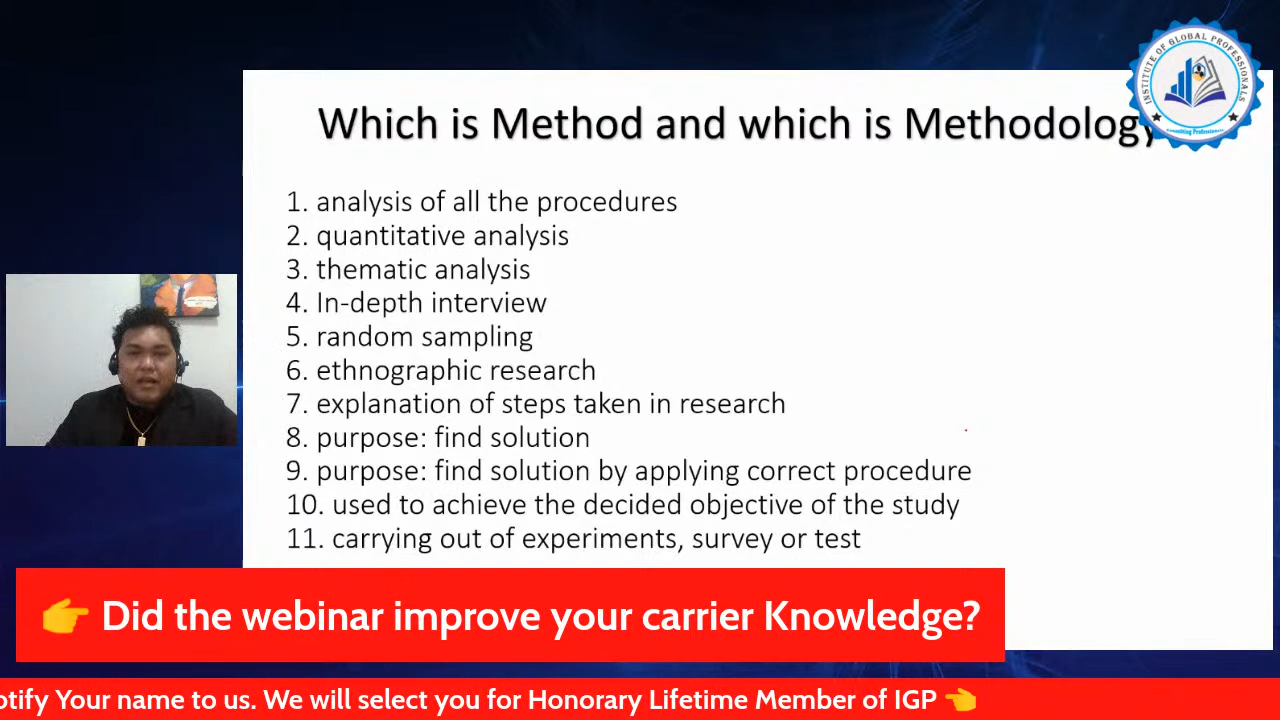 Which is Method and which is Methodology
INSTITUTE OF GLOBAL PROFESSIONALS
1. analysis of all the procedures
2. quantitative analysis
3. thematic analysis
4. In-depth interview
5. random sampling
6. ethnographic research
7. explanation of steps taken in research
8. purpose: find solution
9. purpose: find solution by applying correct procedure
10. used to achieve the decided objective of the study
11. carrying out of experiments, survey or test
👉 Did the webinar improve your carrier Knowledge?
otify Your name to us. We will select you for Honorary Lifetime Member of IGP 👈